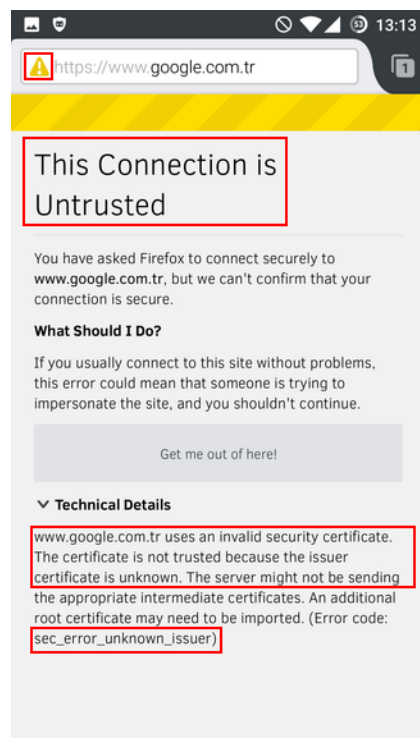 53 13:13
https://www.google.com.tr
1
This Connection is
Untrusted
You have asked Firefox to connect securely to
www.google.com.tr, but we can't confirm that your
connection is secure.
What Should I Do?
If you usually connect to this site without problems,
this error could mean that someone is trying to
impersonate the site, and you shouldn't continue.
Get me out of here!
Technical Details
www.google.com.tr uses an invalid security certificate.
The certificate is not trusted because the issuer
certificate is unknown. The server might not be sending
the appropriate intermediate certificates. An additional
root certificate may need to be imported. (Error code:
sec_error_unknown_issuer)